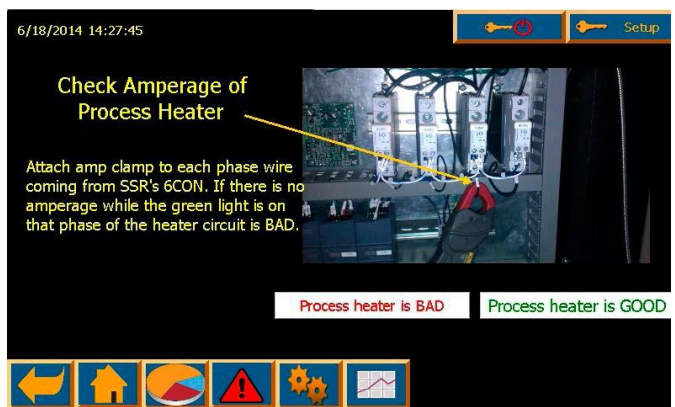 6/18/2014 14:27:45
Setup
Check Amperage of
Process Heater
Attach amp clamp to each phase wire
coming from SSR's 6CON. If there is no
amperage while the green light is on
that phase of the heater circuit is BAD.
Process heater is BAD
Process heater is GOOD